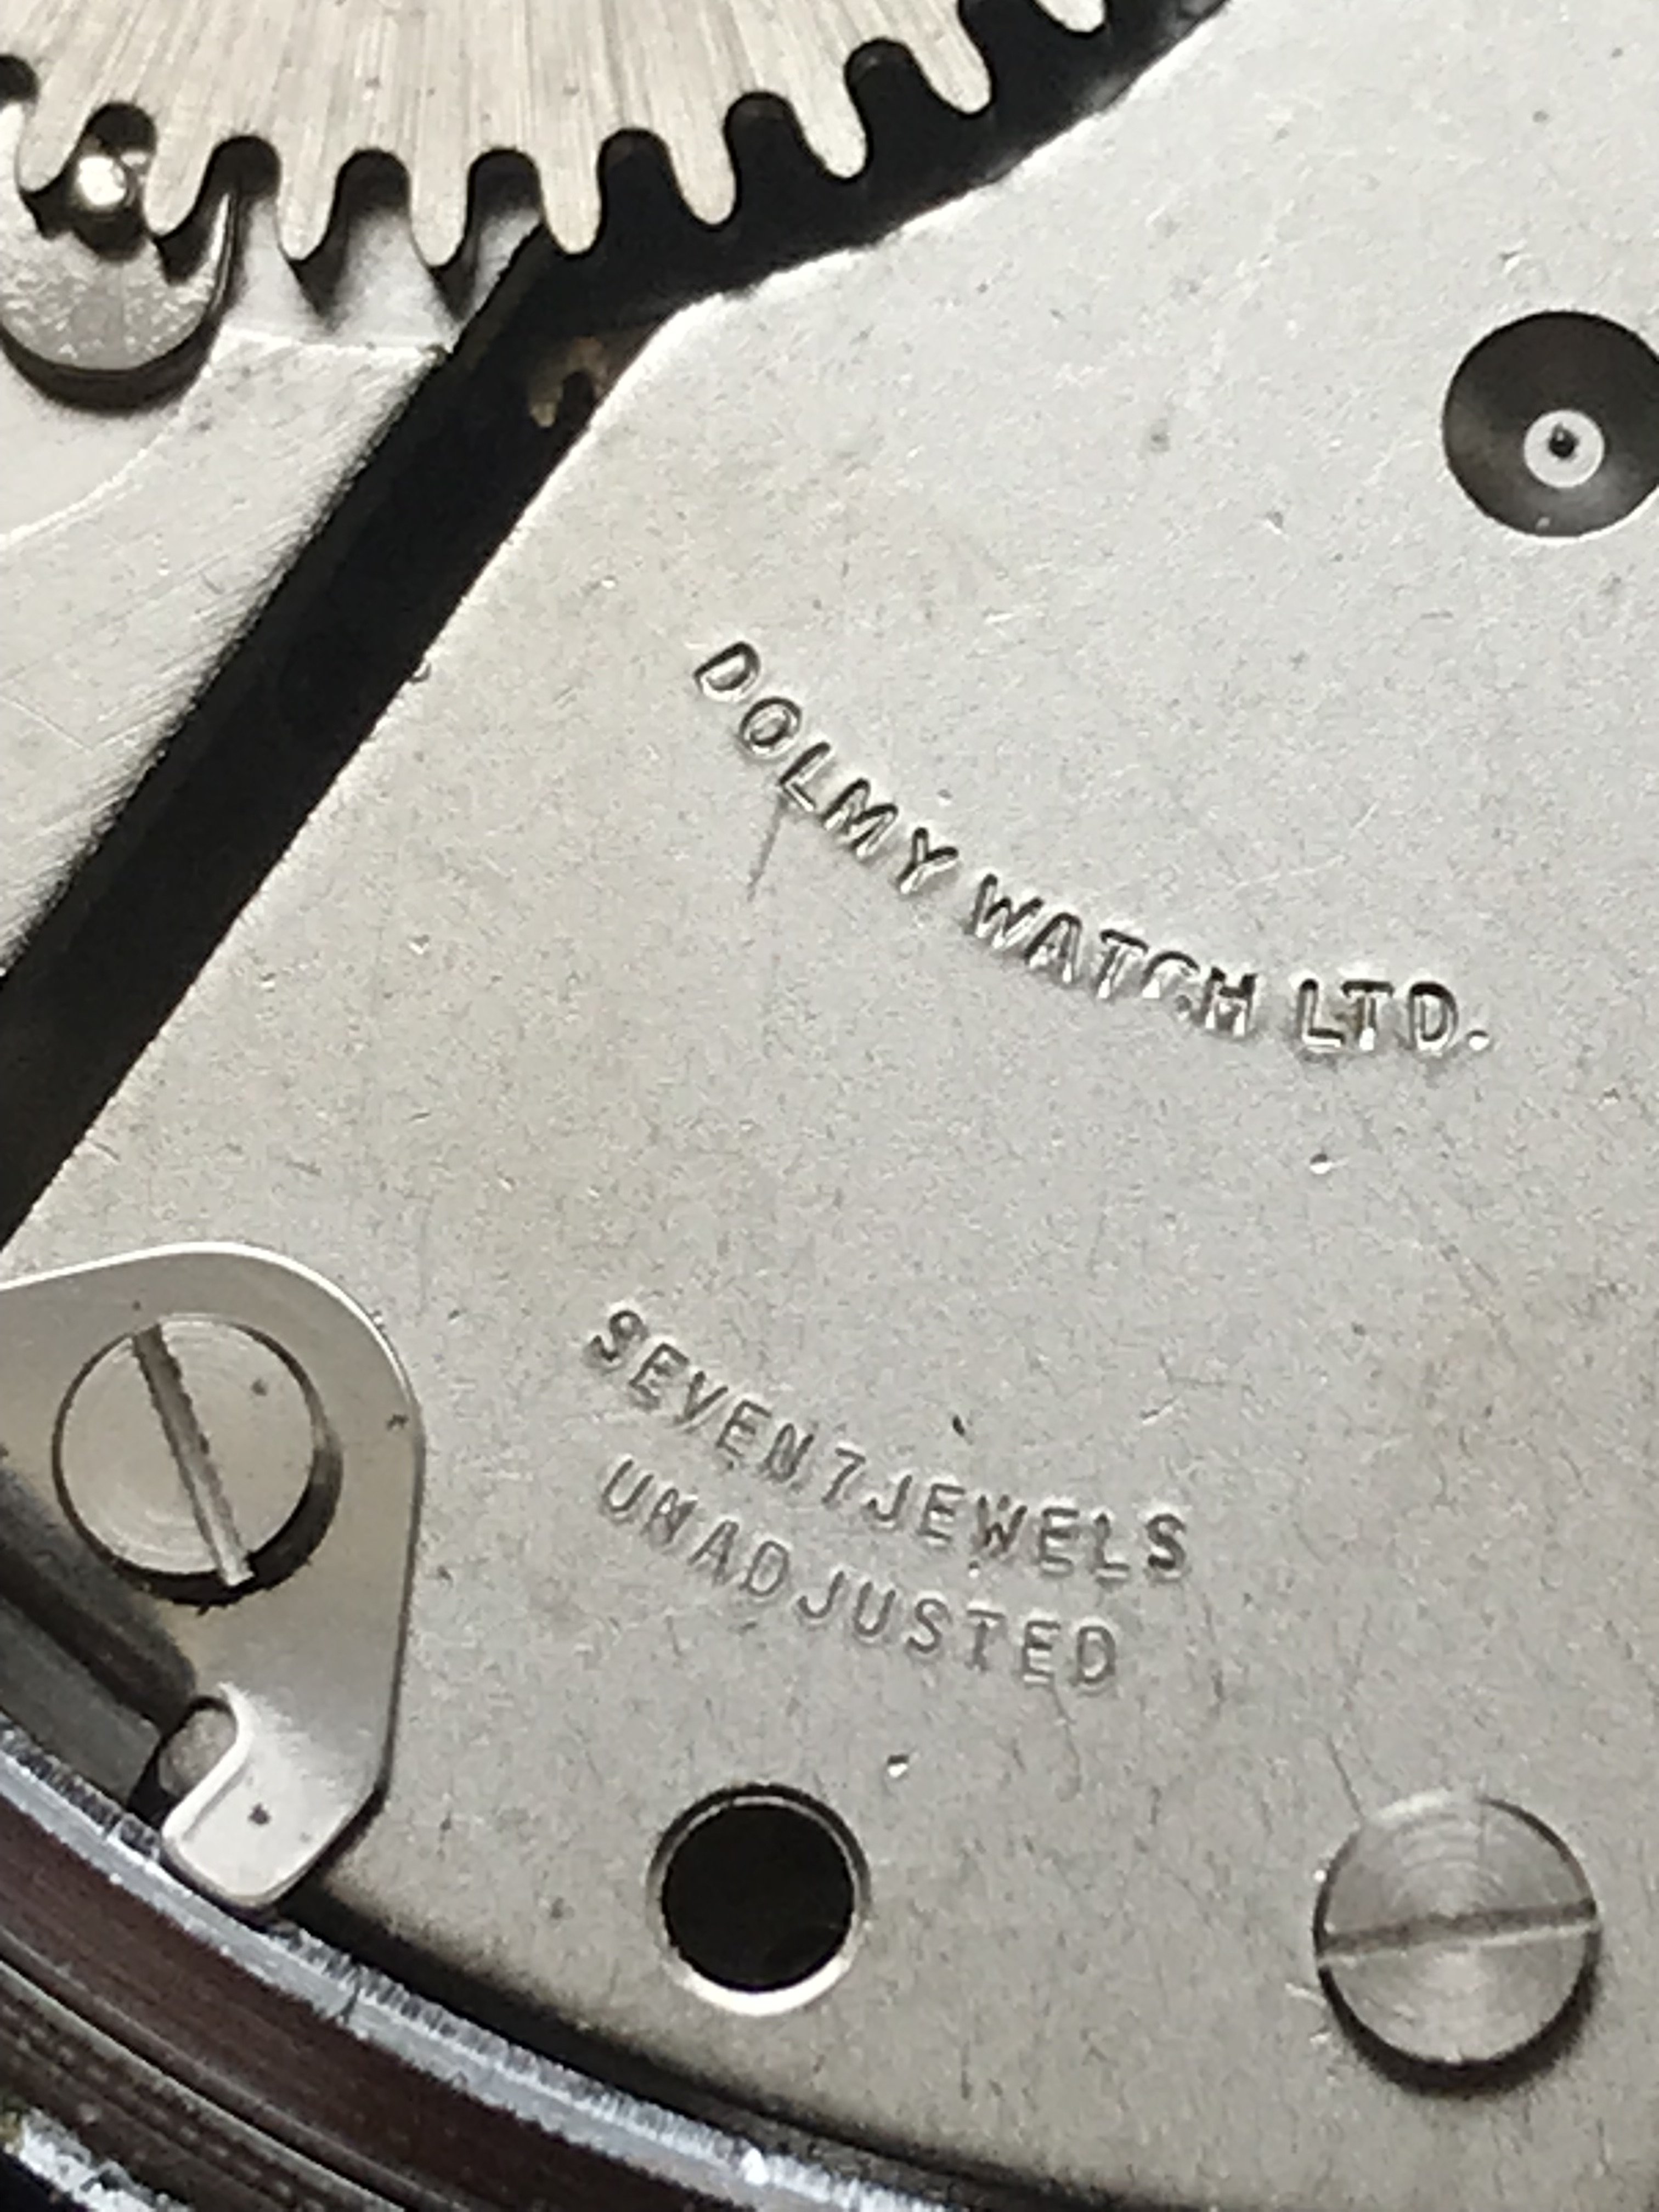 DOLMY WATCH LTD.
SEVEN 7 JEWELS
UNADJUSTED